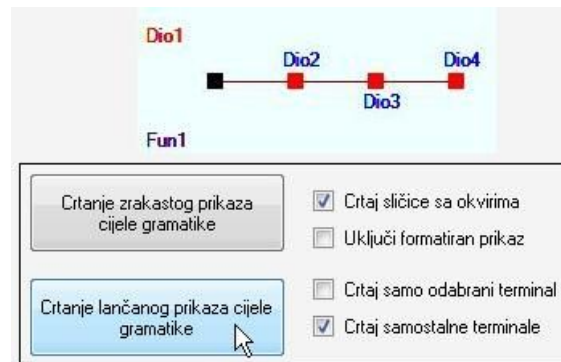 Dio1
Dio2
Dio4
Dio3
Fun1
Crtanje zrakastog prikaza
cijele gramatike
Crtaj sličice sa okvirima
Uključi formatiran prikaz
Crtanje lančanog prikaza cijele
gramatike
Crtaj samo odabrani terminal
Crtaj samostalne terminale